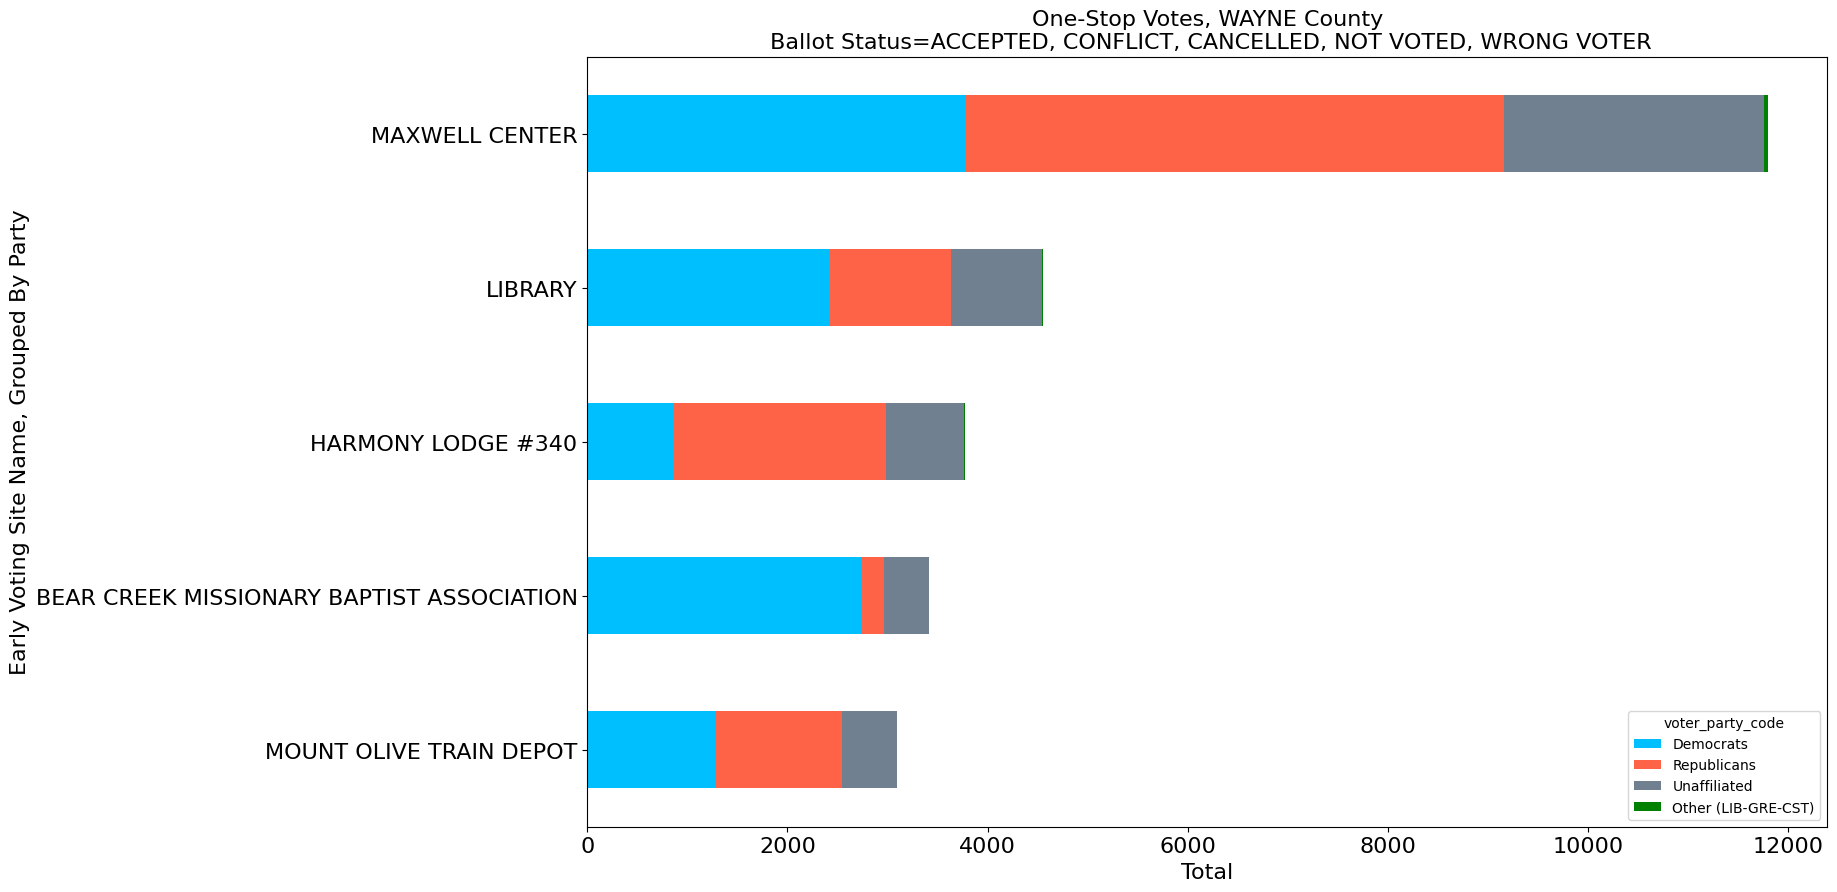 One-Stop Votes, WAYNE County
Ballot Status=ACCEPTED, CONFLICT, CANCELLED, NOT VOTED, WRONG VOTER
Early Voting Site Name, Grouped By Party
MAXWELL CENTER
LIBRARY
HARMONY LODGE #340
BEAR CREEK MISSIONARY BAPTIST ASSOCIATION
MOUNT OLIVE TRAIN DEPOT
voter_party_code
Democrats
Republicans
Unaffiliated
Other (LIB-GRE-CST)
0 2000 4000 6000 8000 10000 12000
Total